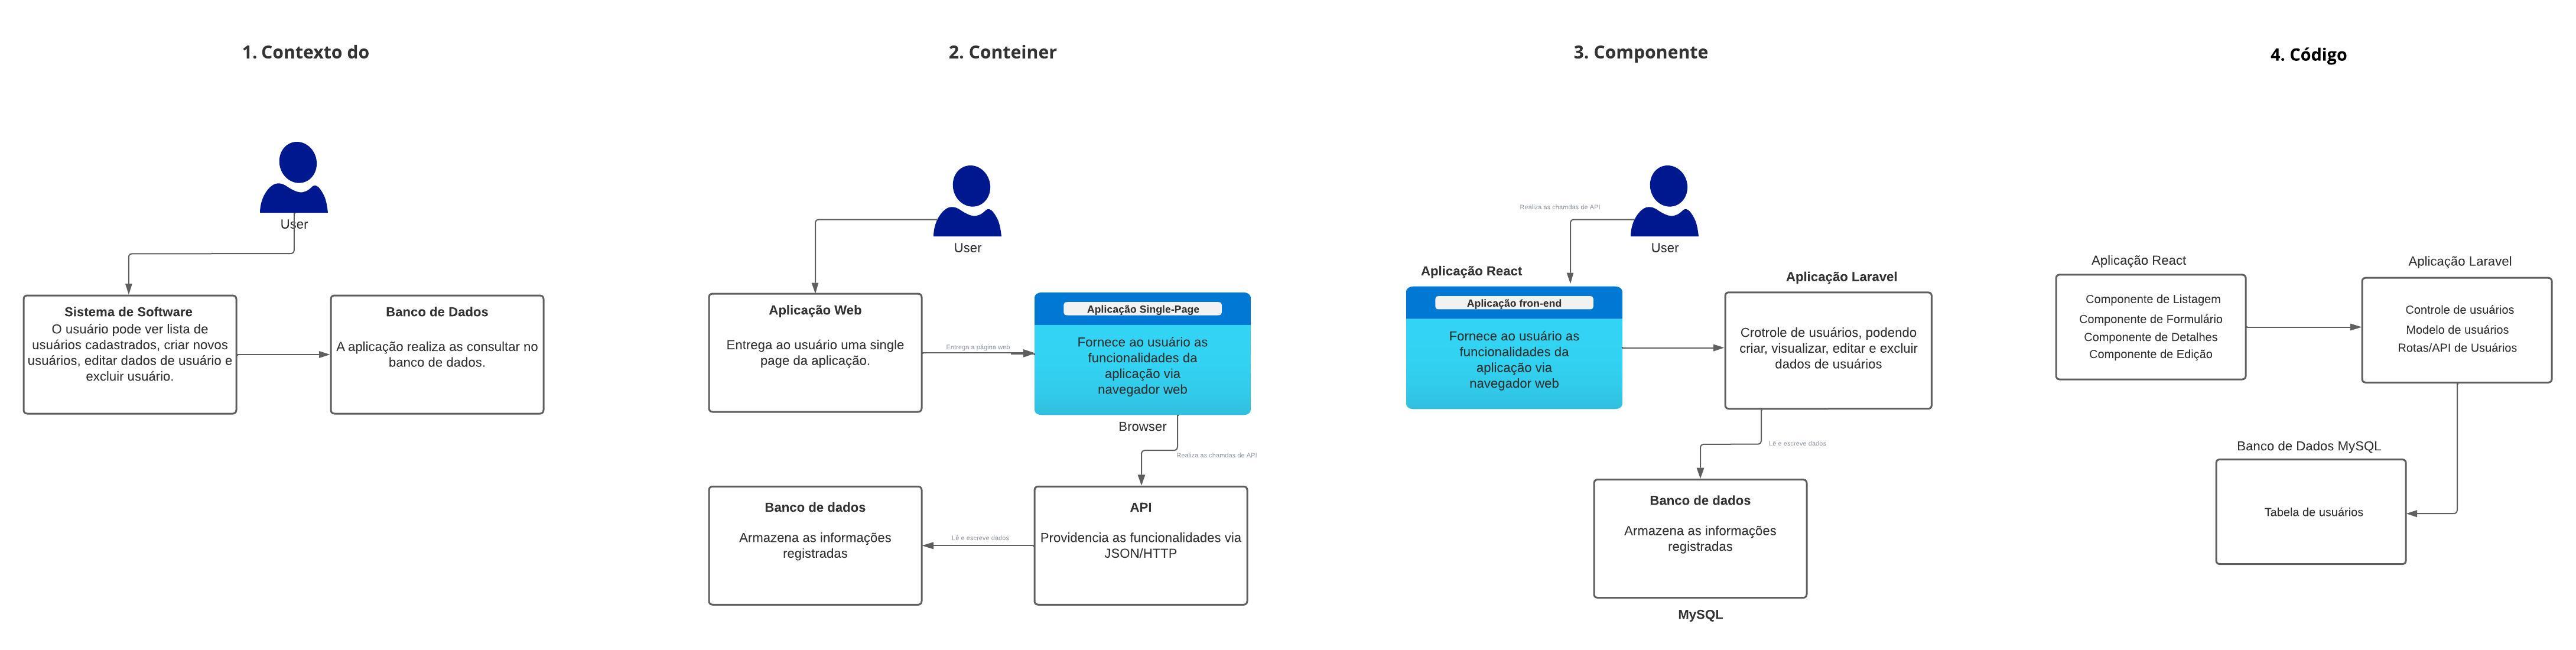 1. Contexto do
User
Sistema de Software
O usuário pode ver lista de
usuários cadastrados, criar novos
usuários, editar dados de usuário e
excluir usuário.
Banco de Dados
A aplicação realiza as consultar no
banco de dados.
2. Conteiner
User
Aplicação Web
Entrega ao usuário uma single
page da aplicação.
Entrega a página web
Aplicação Single-Page
Fornece ao usuário as
funcionalidades da
aplicação via
navegador web
Browser
Realiza as chamdas de API
Banco de dados
Armazena as informações
registradas
Lê e escreve dados
API
Providencia as funcionalidades via
JSON/HTTP
3. Componente
Realiza as chamdas de API
User
Aplicação React
Aplicação fron-end
Fornece ao usuário as
funcionalidades da
aplicação via
navegador web
Aplicação Laravel
Crotrole de usuários, podendo
criar, visualizar, editar e excluir
dados de usuários
Lê e escreve dados
Banco de dados
Armazena as informações
registradas
MySQL
4. Código
Aplicação React
Componente de Listagem
Componente de Formulário
Componente de Detalhes
Componente de Edição
Aplicação Laravel
Controle de usuários
Modelo de usuários
Rotas/API de Usuários
Banco de Dados MySQL
Tabela de usuários